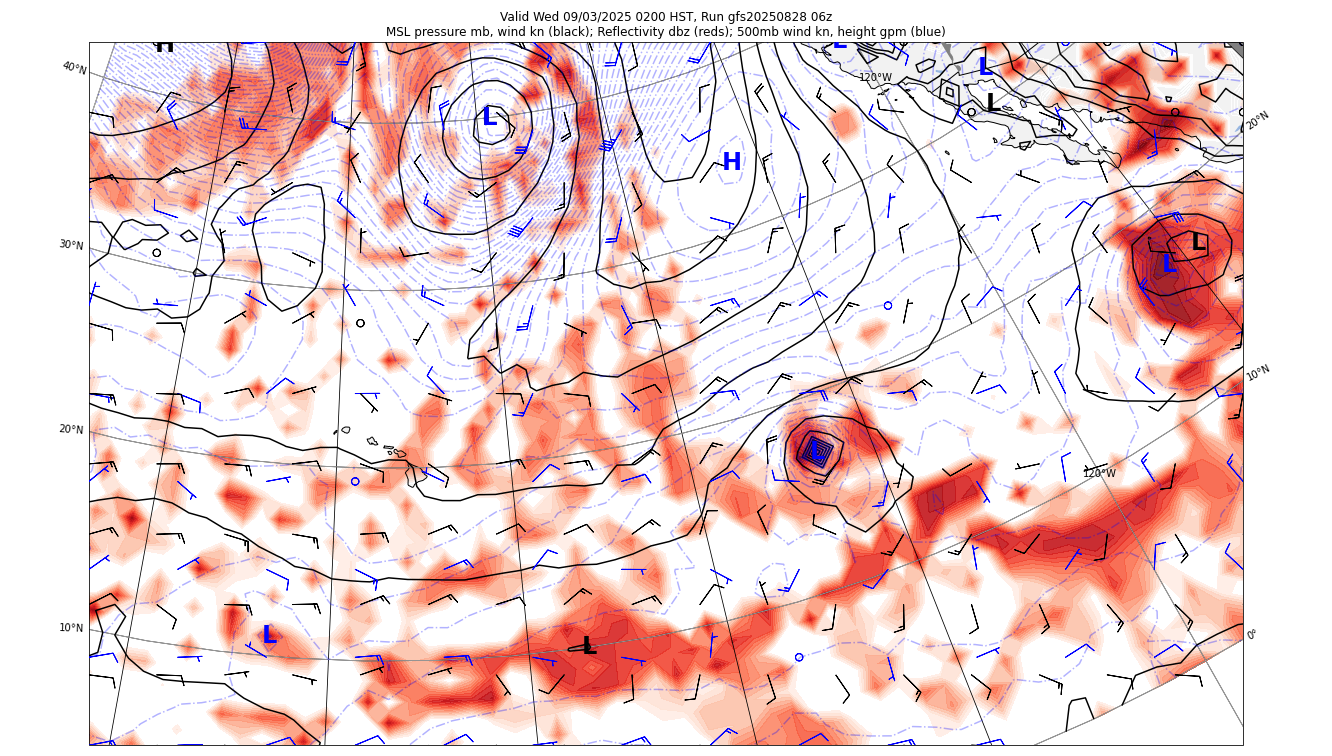 Valid Wed 09/03/2025 0200 HST, Run gfs20250828 06z
MSL pressure mb, wind kn (black); Reflectivity dbz (reds); 500mb wind kn, height gpm (blue)
H
L
L
40°N
120°W
L
L
20°N
H
30°N
L
L
10°N
20°N
L
120°W
10°N
L
L
0°